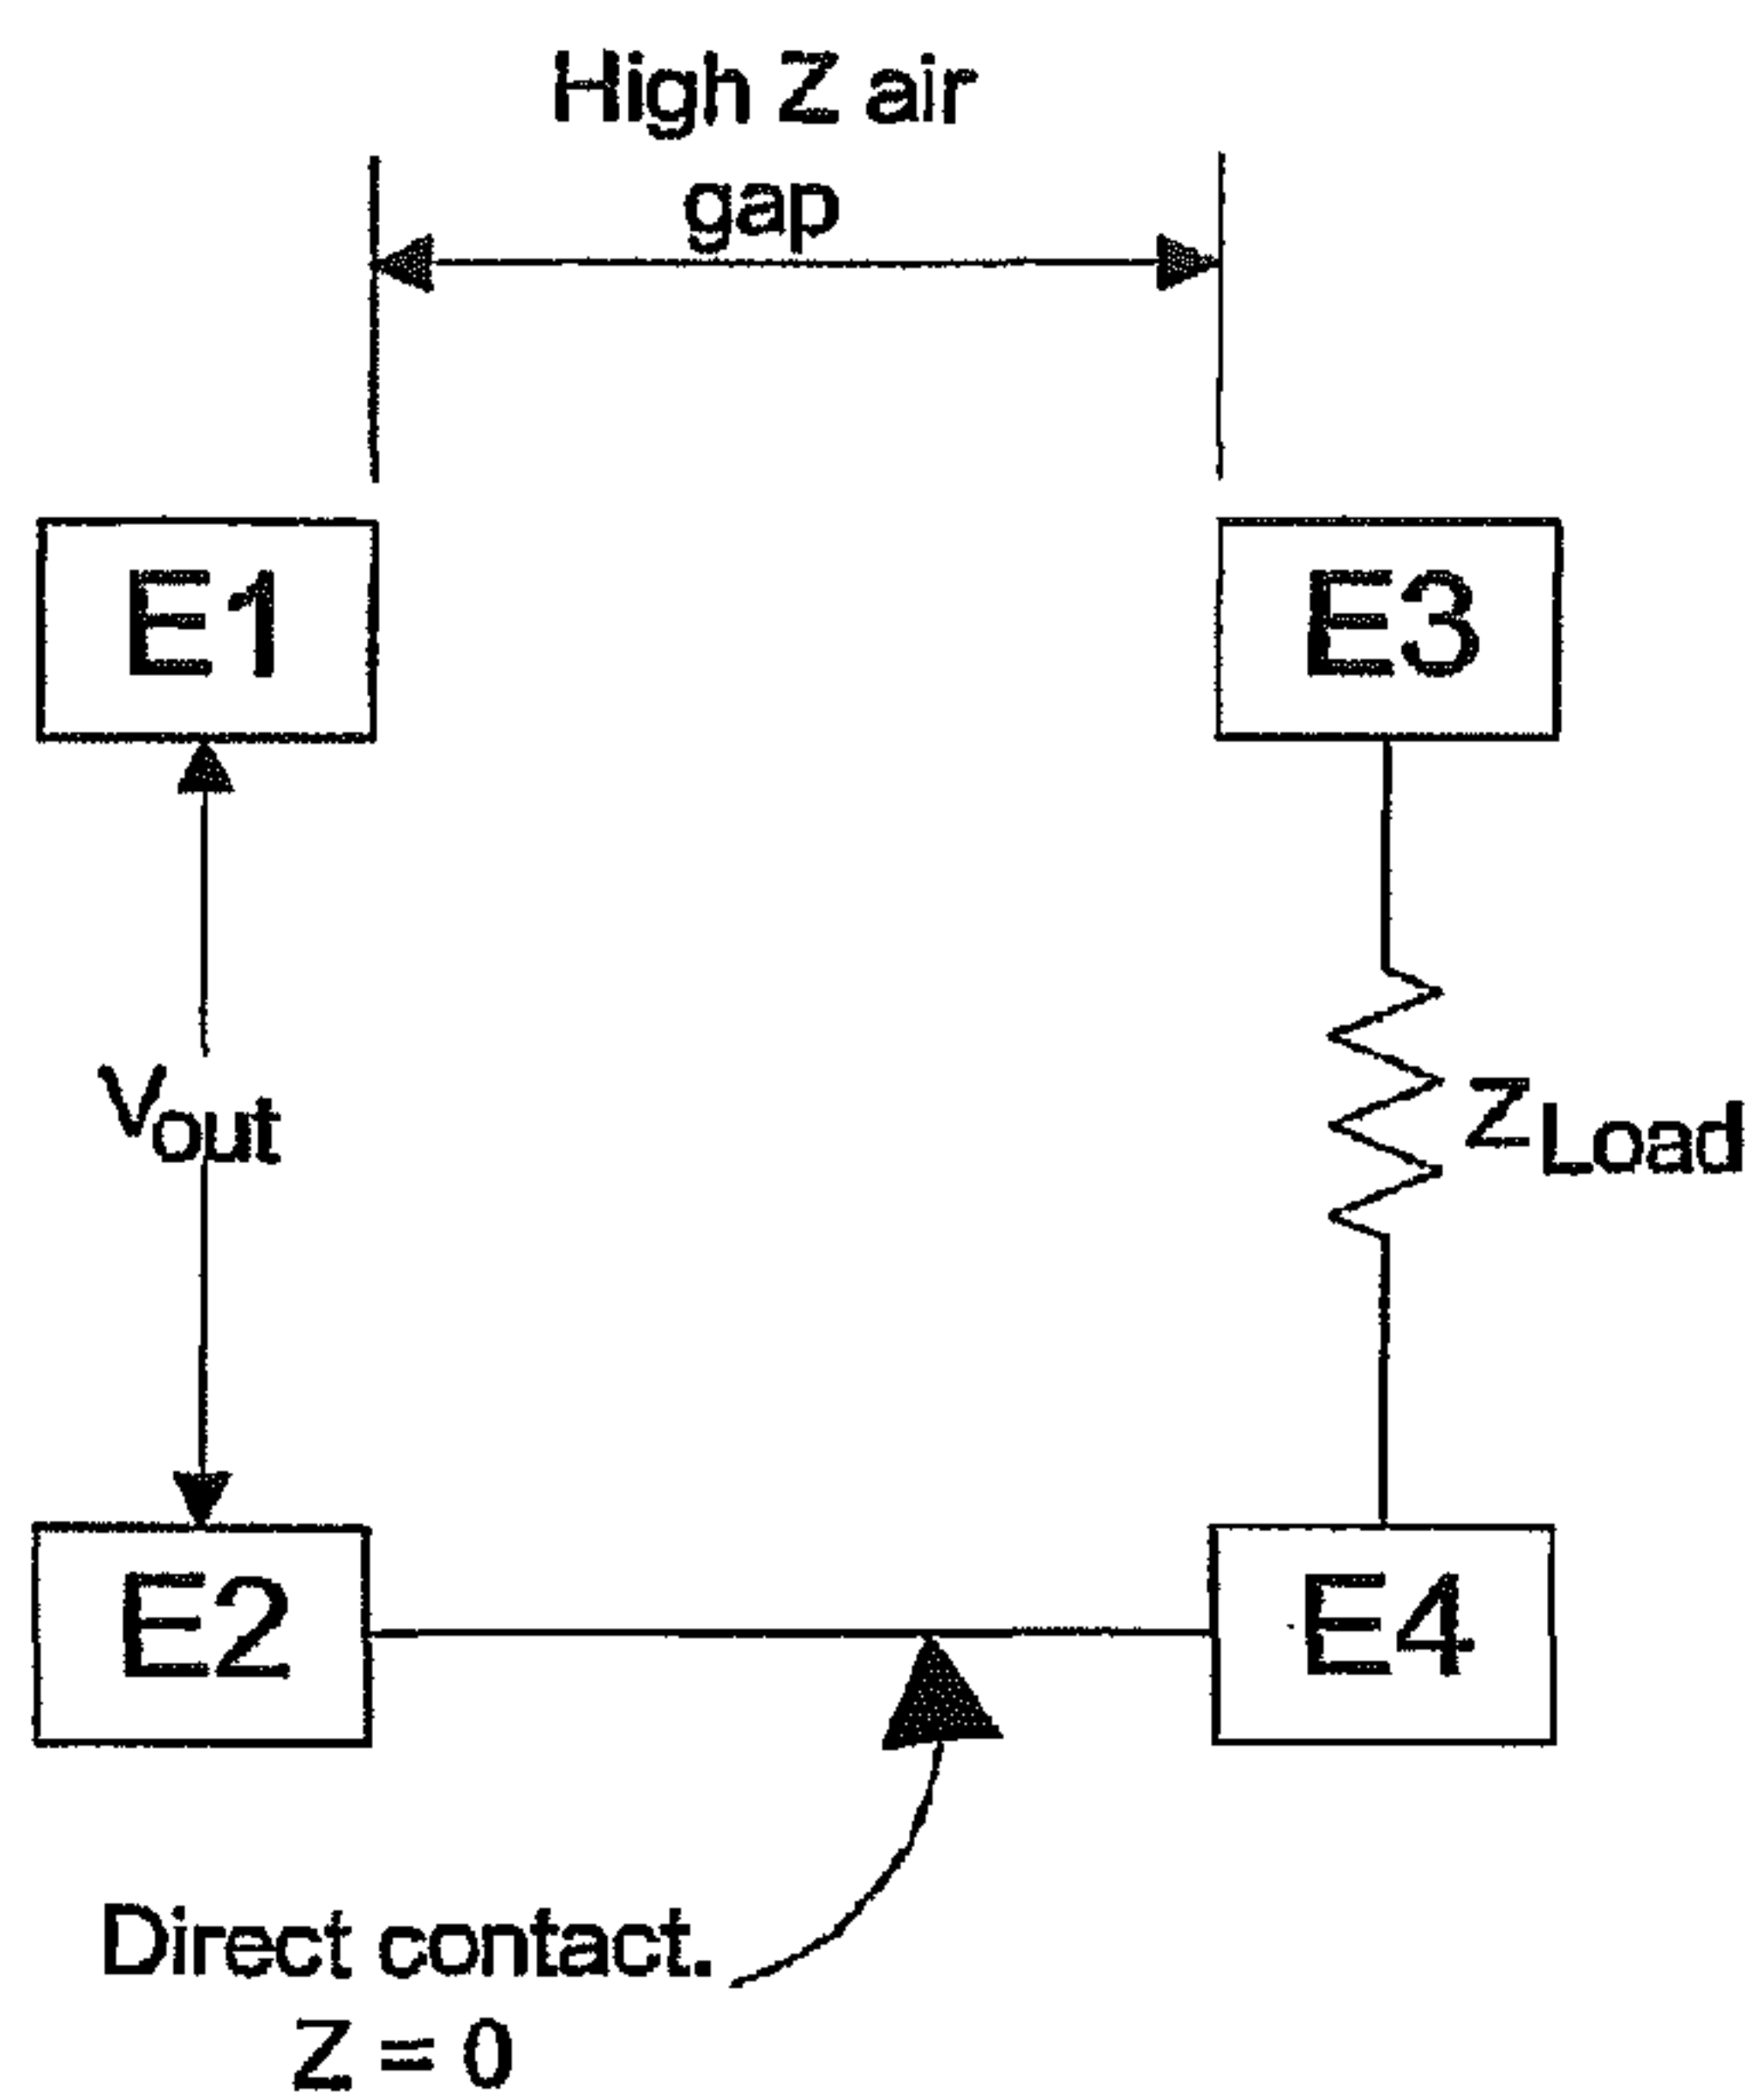 High Z air
gap
E1
E3
Vout
ZLoad
E2
E4
Direct contact.
Z = 0